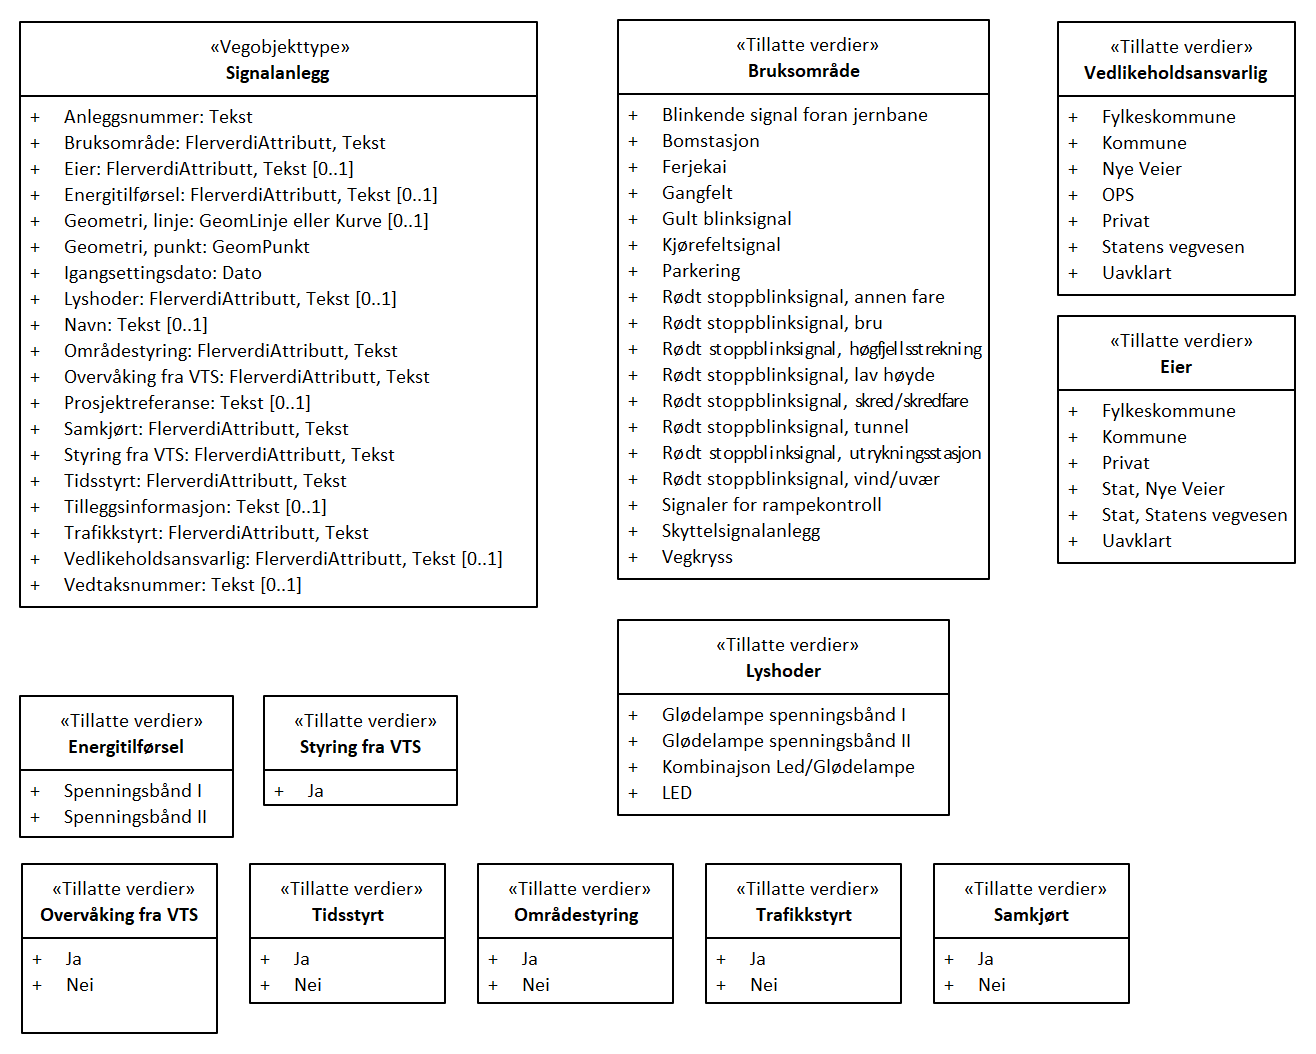 «Vegobjekttype»
Signalanlegg
+ Anleggsnummer: Tekst
+ Bruksområde: FlerverdiAttributt, Tekst
+ Eier: FlerverdiAttributt, Tekst [0..1]
+ Energitilførsel: FlerverdiAttributt, Tekst [0..1]
+ Geometri, linje: GeomLinje eller Kurve [0..1]
+ Geometri, punkt: GeomPunkt
+ Igangsettingsdato: Dato
+ Lyshoder: FlerverdiAttributt, Tekst [0..1]
+ Navn: Tekst [0..1]
+ Områdestyring: FlerverdiAttributt, Tekst
+ Overvåking fra VTS: FlerverdiAttributt, Tekst
+ Prosjektreferanse: Tekst [0..1]
+ Samkjørt: FlerverdiAttributt, Tekst
+ Styring fra VTS: FlerverdiAttributt, Tekst
+ Tidsstyrt: FlerverdiAttributt, Tekst
+ Tilleggsinformasjon: Tekst [0..1]
+ Trafikkstyrt: FlerverdiAttributt, Tekst
+ Vedlikeholdsansvarlig: FlerverdiAttributt, Tekst [0..1]
+ Vedtaksnummer: Tekst [0..1]
«Tillatte verdier»
Bruksområde
+ Blinkende signal foran jernbane
+ Bomstasjon
+ Ferjekai
+ Gangfelt
+ Gult blinksignal
+ Kjørefeltsignal
+ Parkering
+ Rødt stoppblinksignal, annen fare
+ Rødt stoppblinksignal, bru
+ Rødt stoppblinksignal, høgfjellsstrekning
+ Rødt stoppblinksignal, lav høyde
+ Rødt stoppblinksignal, skred/skredfare
+ Rødt stoppblinksignal, tunnel
+ Rødt stoppblinksignal, utrykningsstasjon
+ Rødt stoppblinksignal, vind/uvær
+ Signaler for rampekontroll
+ Skyttelsignalanlegg
+ Vegkryss
«Tillatte verdier»
Vedlikeholdsansvarlig
+ Fylkeskommune
+ Kommune
+ Nye Veier
+ OPS
+ Privat
+ Statens vegvesen
+ Uavklart
«Tillatte verdier»
Eier
+ Fylkeskommune
+ Kommune
+ Privat
+ Stat, Nye Veier
+ Stat, Statens vegvesen
+ Uavklart
«Tillatte verdier»
Lyshoder
+ Glødelampe spenningsbånd I
+ Glødelampe spenningsbånd II
+ Kombinajson Led/Glødelampe
+ LED
«Tillatte verdier»
Energitilførsel
+ Spenningsbånd I
+ Spenningsbånd II
«Tillatte verdier»
Styring fra VTS
+ Ja
«Tillatte verdier»
Overvåking fra VTS
+ Ja
+ Nei
«Tillatte verdier»
Tidsstyrt
+ Ja
+ Nei
«Tillatte verdier»
Områdestyring
+ Ja
+ Nei
«Tillatte verdier»
Trafikkstyrt
+ Ja
+ Nei
«Tillatte verdier»
Samkjørt
+ Ja
+ Nei